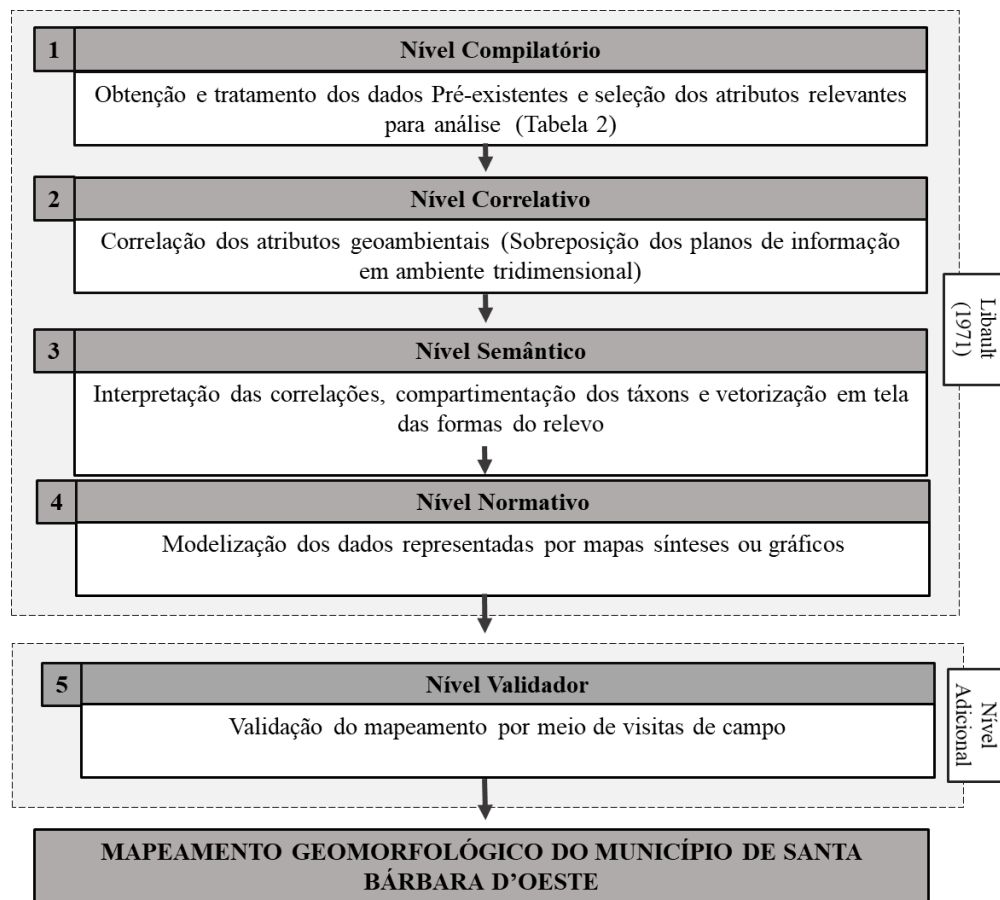 1
Nível Compilatório
Obtenção e tratamento dos dados Pré-existentes e seleção dos atributos relevantes
para análise (Tabela 2)
2
Nível Correlativo
Correlação dos atributos geoambientais (Sobreposição dos planos de informação
em ambiente tridimensional)
3
Nível Semântico
Interpretação das correlações, compartimentação dos táxons e vetorização em tela
das formas do relevo
4
Nível Normativo
Modelização dos dados representadas por mapas sínteses ou gráficos
Libault
(1971)
5
Nível Validador
Validação do mapeamento por meio de visitas de campo
Nível
Adicional
MAPEAMENTO GEOMORFOLÓGICO DO MUNICÍPIO DE SANTA
BÁRBARA D’OESTE